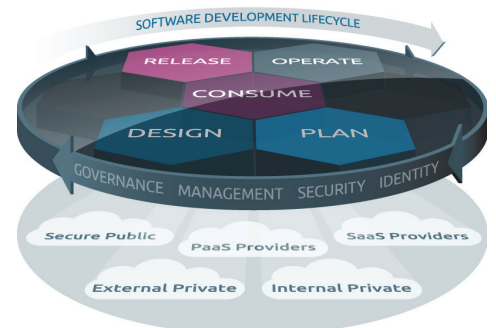 SOFTWARE DEVELOPMENT LIFECYCLE
RELEASE
OPERATE
CONSUME
DESIGN
PLAN
GOVERNANCE MANAGEMENT SECURITY IDENTITY
Secure Public
PaaS Providers
SaaS Providers
External Private
Internal Private